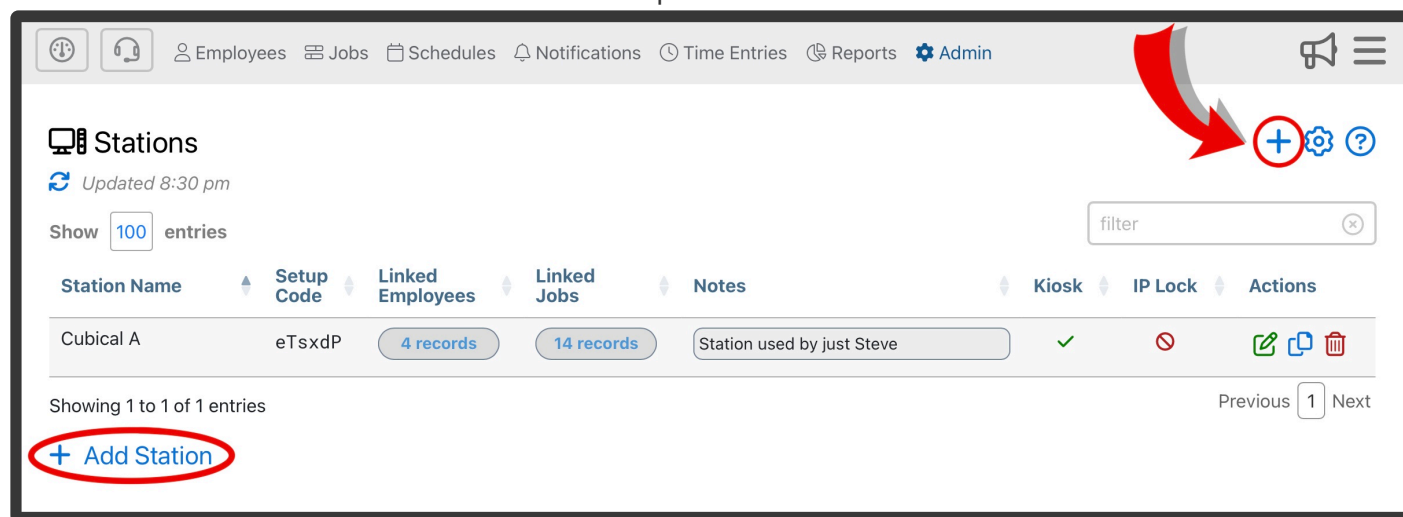 Employees Jobs Schedules Notifications Time Entries Reports Admin
Stations
Updated 8:30 pm
Show 100 entries
filter
Station Name Setup Code Linked Employees Linked Jobs Notes Kiosk IP Lock Actions
Cubical A eTsxdP 4 records 14 records Station used by just Steve
Showing 1 to 1 of 1 entries
Previous 1 Next
+ Add Station